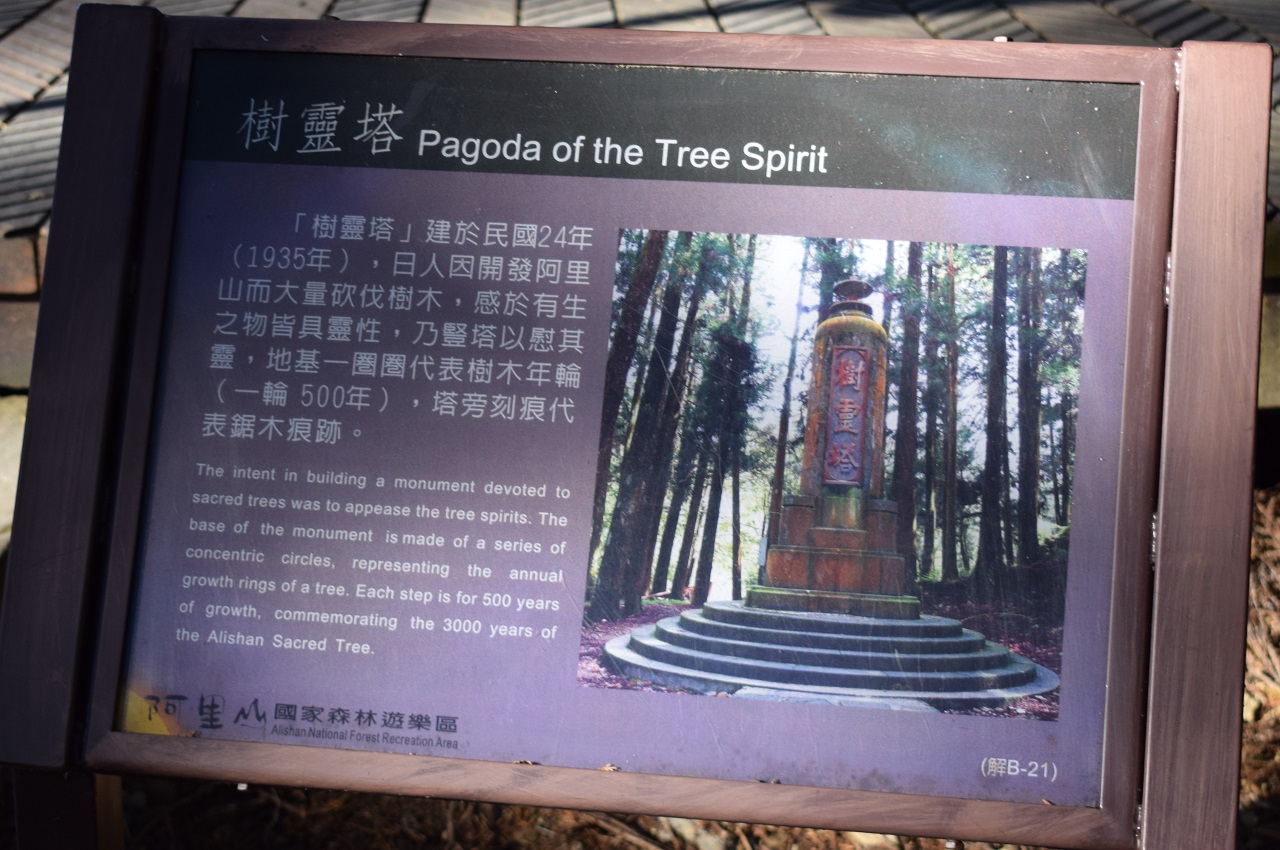 樹靈塔 Pagoda of the Tree Spirit
「樹靈塔」建於民國24年
（1935年），日人因開發阿里
山而大量砍伐樹木，感於有生
之物皆具靈性，乃豎塔以慰其
靈，地基一圈圈代表樹木年輪
（一輪 500年），塔旁刻痕代
表鋸木痕跡。
The intent in building a monument devoted to
sacred trees was to appease the tree spirits. The
base of the monument is made of a series of
concentric circles, representing the annual
growth rings of a tree. Each step is for 500 years
of growth, commemorating the 3000 years of
the Alishan Sacred Tree.
樹靈塔
阿里山 國家森林遊樂區
Alishan National Forest Recreation Area
(解B-21)